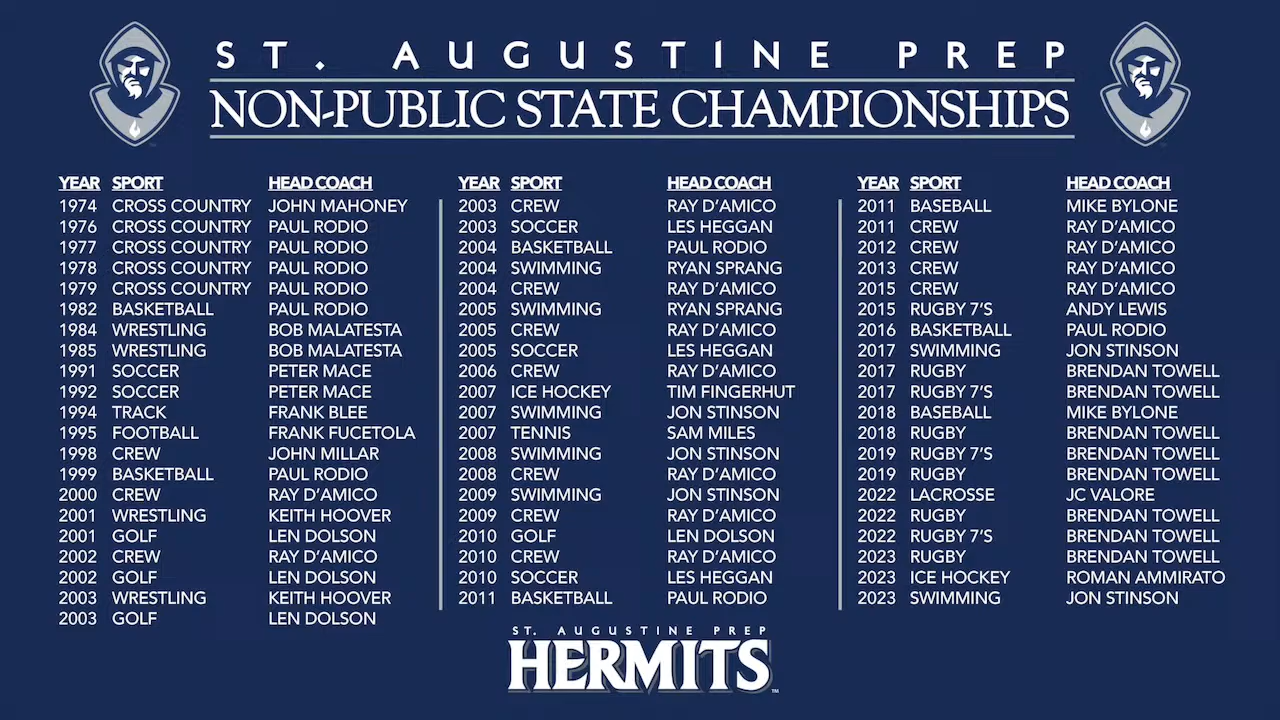 ST. AUGUSTINE PREP
NON-PUBLIC STATE CHAMPIONSHIPS
YEAR SPORT HEAD COACH
1974 CROSS COUNTRY JOHN MAHONEY
1976 CROSS COUNTRY PAUL RODIO
1977 CROSS COUNTRY PAUL RODIO
1978 CROSS COUNTRY PAUL RODIO
1979 CROSS COUNTRY PAUL RODIO
1982 BASKETBALL PAUL RODIO
1984 WRESTLING BOB MALATESTA
1985 WRESTLING BOB MALATESTA
1991 SOCCER PETER MACE
1992 SOCCER PETER MACE
1994 TRACK FRANK BLEE
1995 FOOTBALL FRANK FUCETOLA
1998 CREW JOHN MILLAR
1999 BASKETBALL PAUL RODIO
2000 CREW RAY D'AMICO
2001 WRESTLING KEITH HOOVER
2001 GOLF LEN DOLSON
2002 CREW RAY D'AMICO
2002 GOLF LEN DOLSON
2003 WRESTLING KEITH HOOVER
2003 GOLF LEN DOLSON
YEAR SPORT HEAD COACH
2003 CREW RAY D'AMICO
2003 SOCCER LES HEGGAN
2004 BASKETBALL PAUL RODIO
2004 SWIMMING RYAN SPRANG
2004 CREW RAY D'AMICO
2005 SWIMMING RYAN SPRANG
2005 CREW RAY D'AMICO
2005 SOCCER LES HEGGAN
2006 CREW RAY D'AMICO
2007 ICE HOCKEY TIM FINGERHUT
2007 SWIMMING JON STINSON
2007 TENNIS SAM MILES
2008 SWIMMING JON STINSON
2008 CREW RAY D'AMICO
2009 SWIMMING JON STINSON
2009 CREW RAY D'AMICO
2010 GOLF LEN DOLSON
2010 CREW RAY D'AMICO
2010 SOCCER LES HEGGAN
2011 BASKETBALL PAUL RODIO
YEAR SPORT HEAD COACH
2011 BASEBALL MIKE BYLONE
2011 CREW RAY D'AMICO
2012 CREW RAY D'AMICO
2013 CREW RAY D'AMICO
2015 CREW RAY D'AMICO
2015 RUGBY 7'S ANDY LEWIS
2016 BASKETBALL PAUL RODIO
2017 SWIMMING JON STINSON
2017 RUGBY BRENDAN TOWELL
2017 RUGBY 7'S BRENDAN TOWELL
2018 BASEBALL MIKE BYLONE
2018 RUGBY BRENDAN TOWELL
2019 RUGBY 7'S BRENDAN TOWELL
2019 RUGBY BRENDAN TOWELL
2022 LACROSSE JC VALORE
2022 RUGBY BRENDAN TOWELL
2022 RUGBY 7'S BRENDAN TOWELL
2023 RUGBY BRENDAN TOWELL
2023 ICE HOCKEY ROMAN AMMIRATO
2023 SWIMMING JON STINSON
ST. AUGUSTINE PREP
HERMITS™